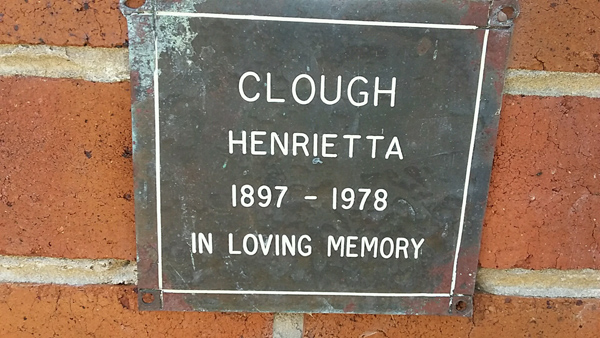 CLOUGH
HENRIETTA
1897 - 1978
IN LOVING MEMORY